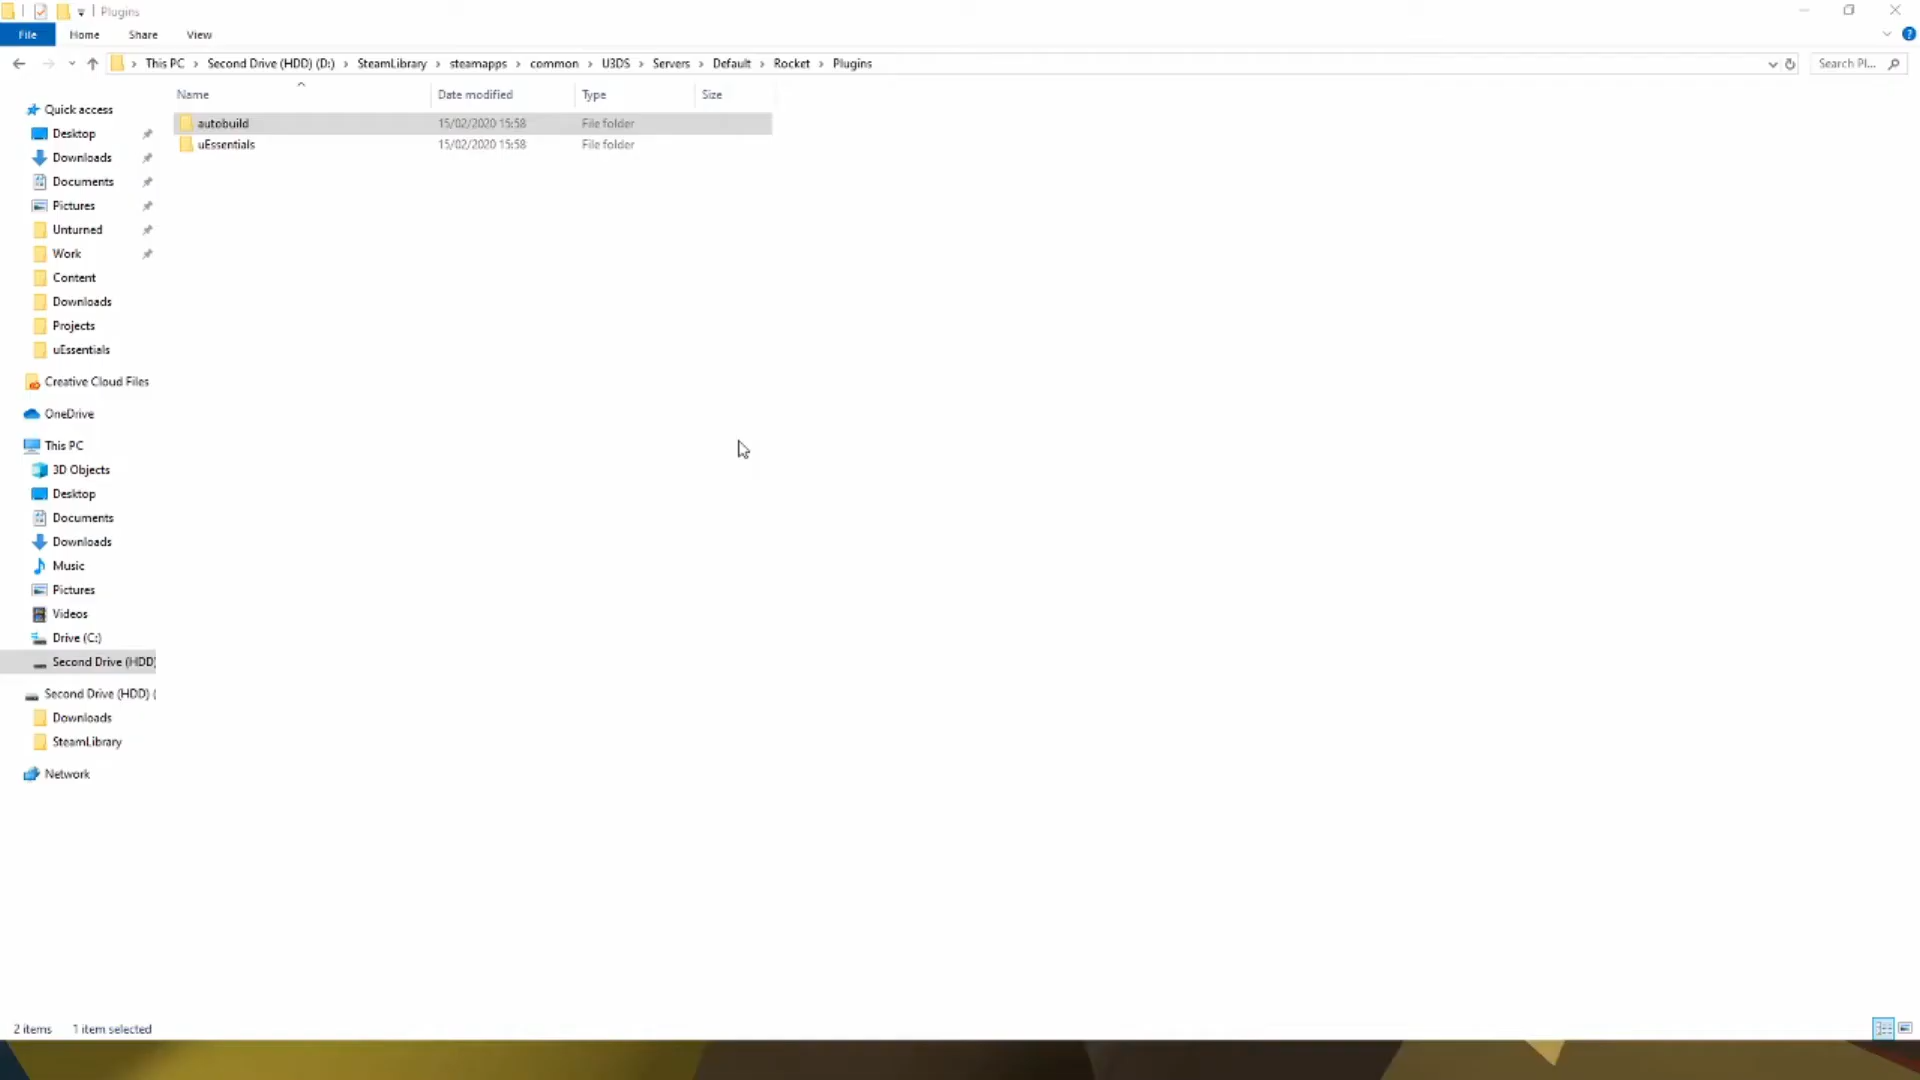 Plugins
File Home Share View
This PC Second Drive (HDD) (D:) SteamLibrary steamapps common U3DS Servers Default Rocket Plugins Search Pl...
Name Date modified Type Size
autobuild 15/02/2020 15:58 File folder
uEssentials 15/02/2020 15:58 File folder
Quick access
Desktop
Downloads
Documents
Pictures
Unturned
Work
Content
Downloads
Projects
uEssentials
Creative Cloud Files
OneDrive
This PC
3D Objects
Desktop
Documents
Downloads
Music
Pictures
Videos
Drive (C:)
Second Drive (HDD)
Second Drive (HDD) (
Downloads
SteamLibrary
Network
2 items 1 item selected